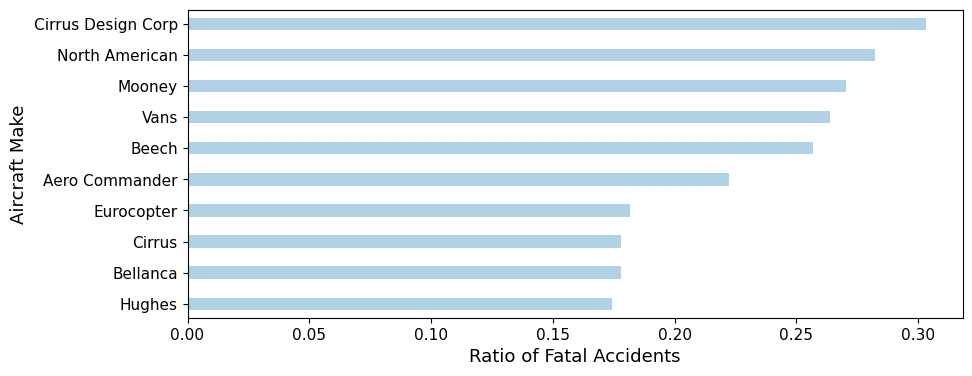 Cirrus Design Corp
North American
Mooney
Vans
Beech
Aero Commander
Eurocopter
Cirrus
Bellanca
Hughes
Aircraft Make
0.00 0.05 0.10 0.15 0.20 0.25 0.30
Ratio of Fatal Accidents